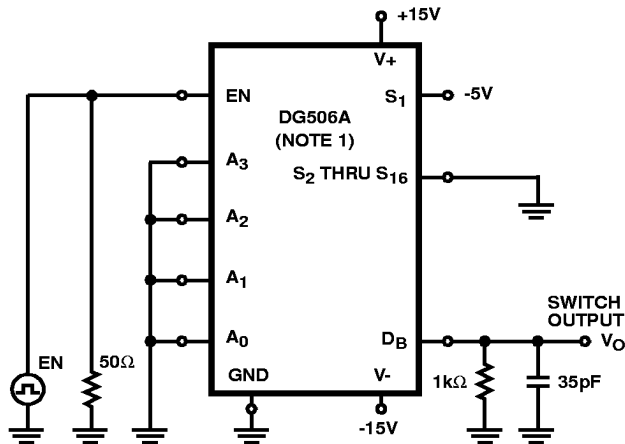 +15V
V+
EN
S1
-5V
DG506A
(NOTE 1)
A3
S2 THRU S16
A2
A1
SWITCH
OUTPUT
A0
DB
VO
EN
50Ω
GND
V-
1kΩ
35pF
-15V